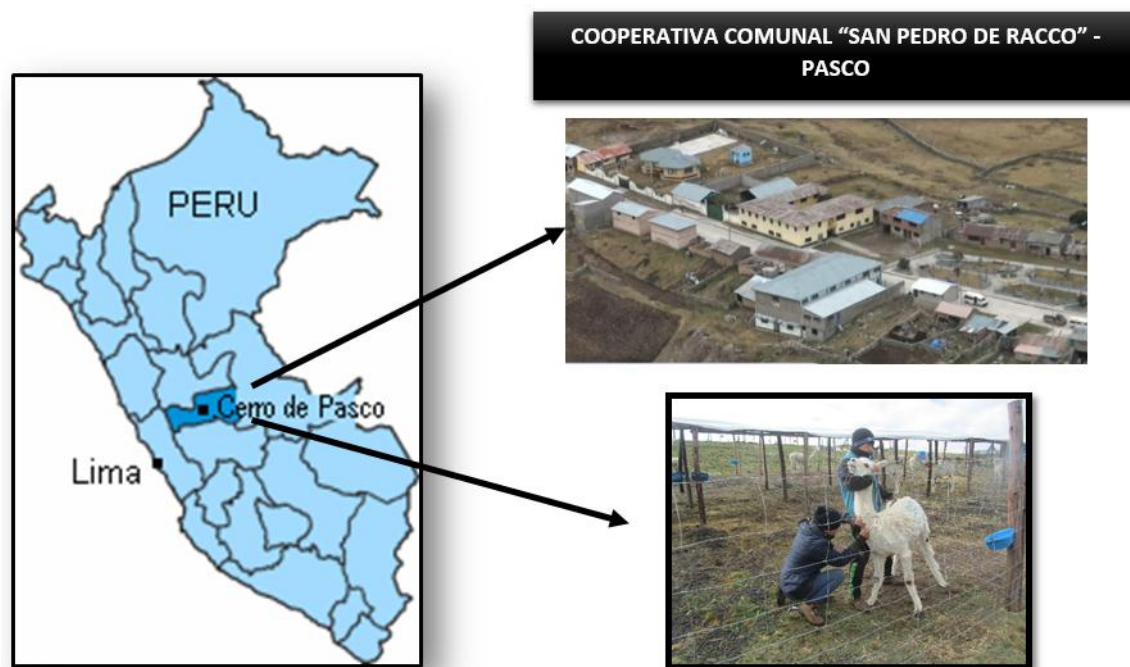 COOPERATIVA COMUNAL “SAN PEDRO DE RACCO” -
PASCO
PERU
Cerro de Pasco
Lima